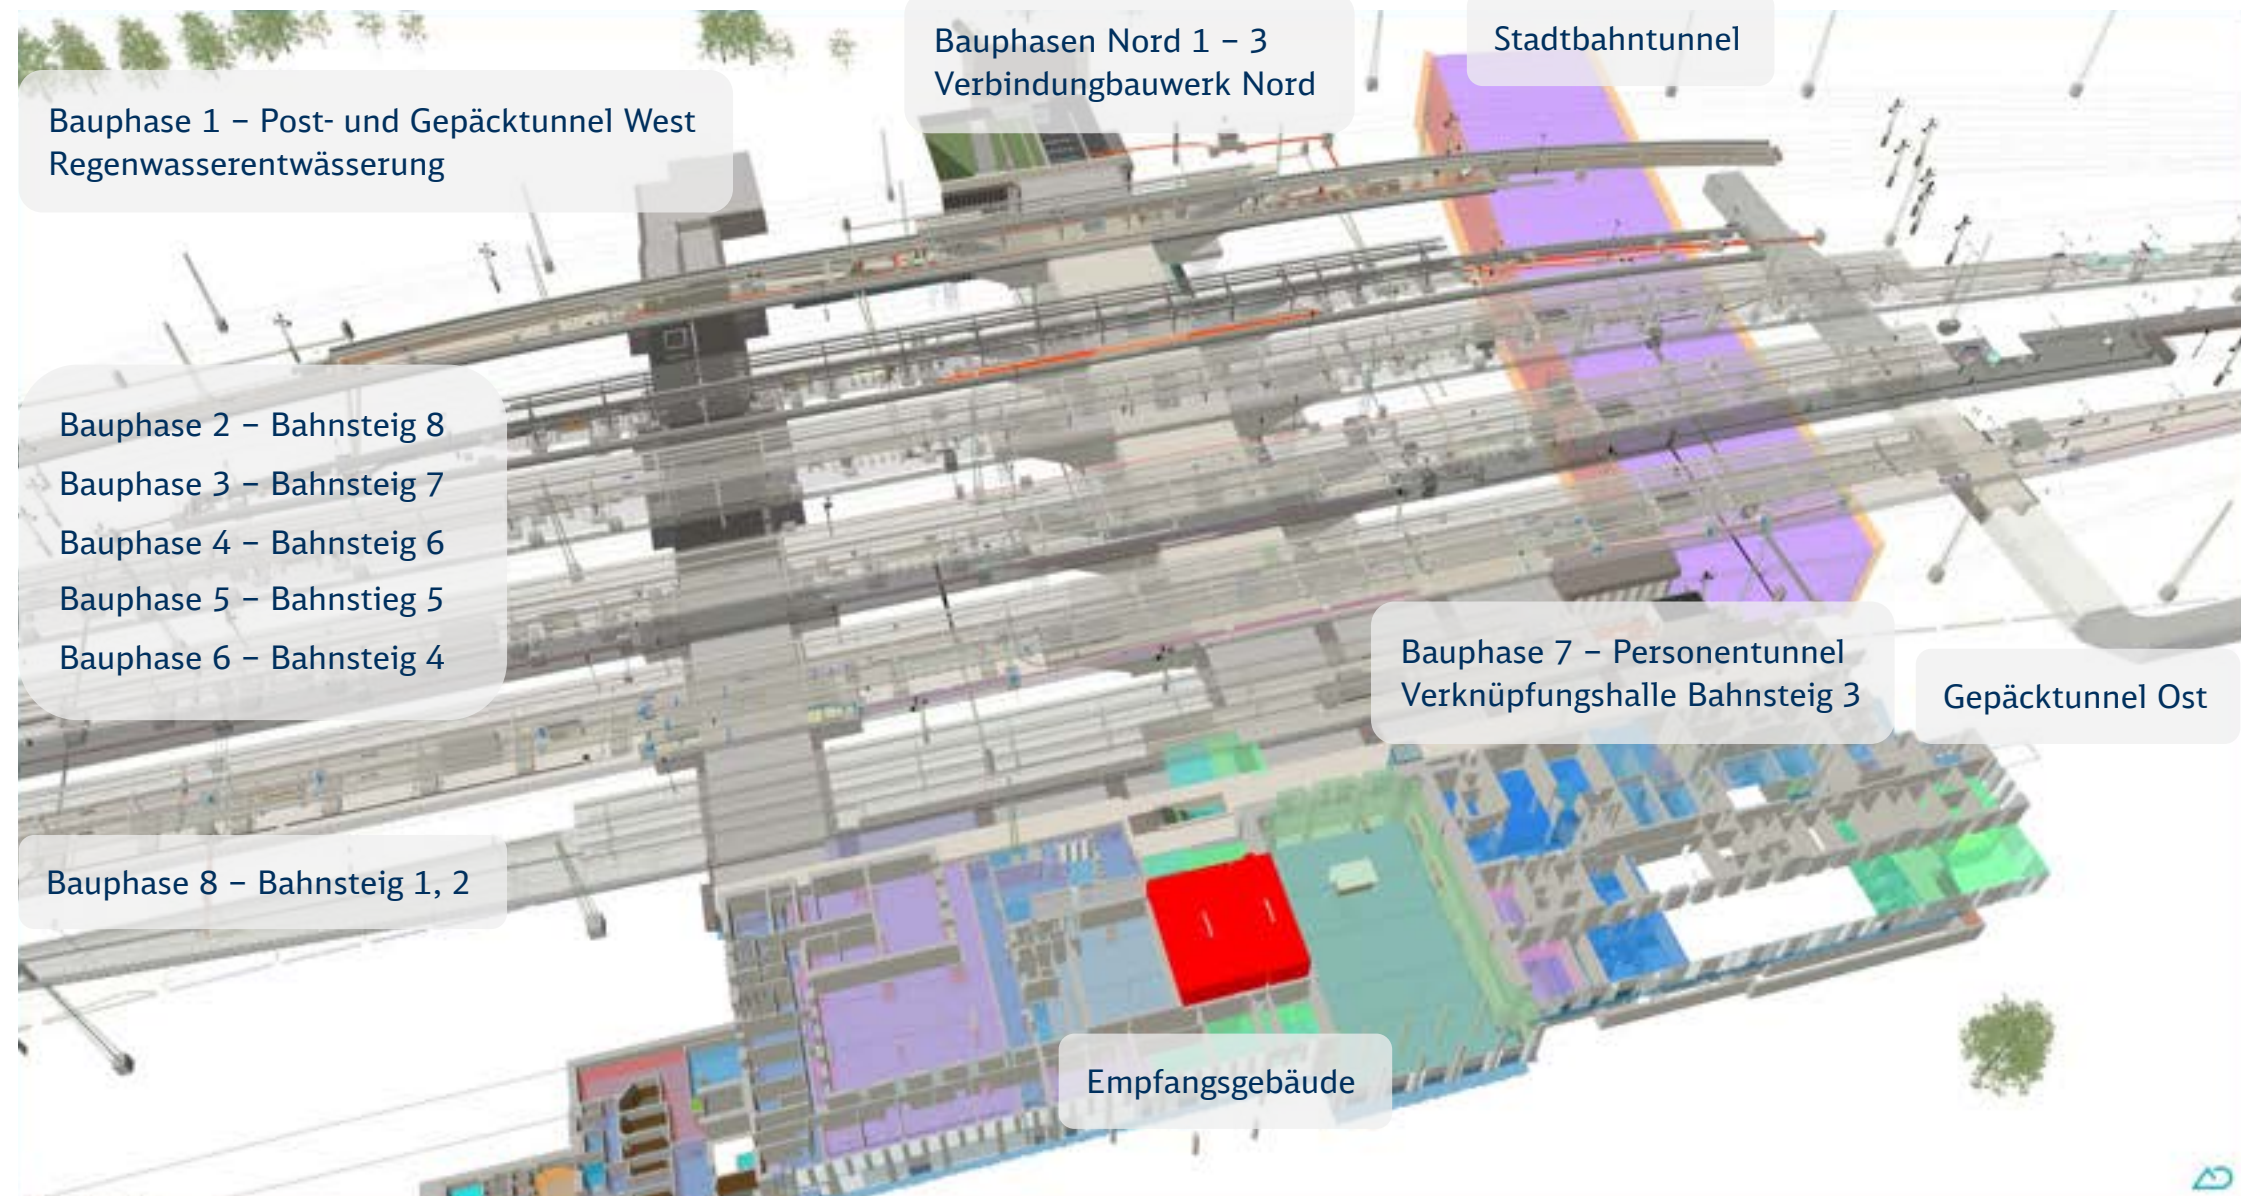 Bauphasen Nord 1 – 3
Verbindungbauwerk Nord
Stadtbahntunnel
Bauphase 1 – Post- und Gepäcktunnel West
Regenwasserentwässerung
Bauphase 2 – Bahnsteig 8
Bauphase 3 – Bahnsteig 7
Bauphase 4 – Bahnsteig 6
Bauphase 5 – Bahnstieg 5
Bauphase 6 – Bahnsteig 4
Bauphase 7 – Personentunnel
Verknüpfungshalle Bahnsteig 3
Gepäcktunnel Ost
Bauphase 8 – Bahnsteig 1, 2
Empfangsgebäude